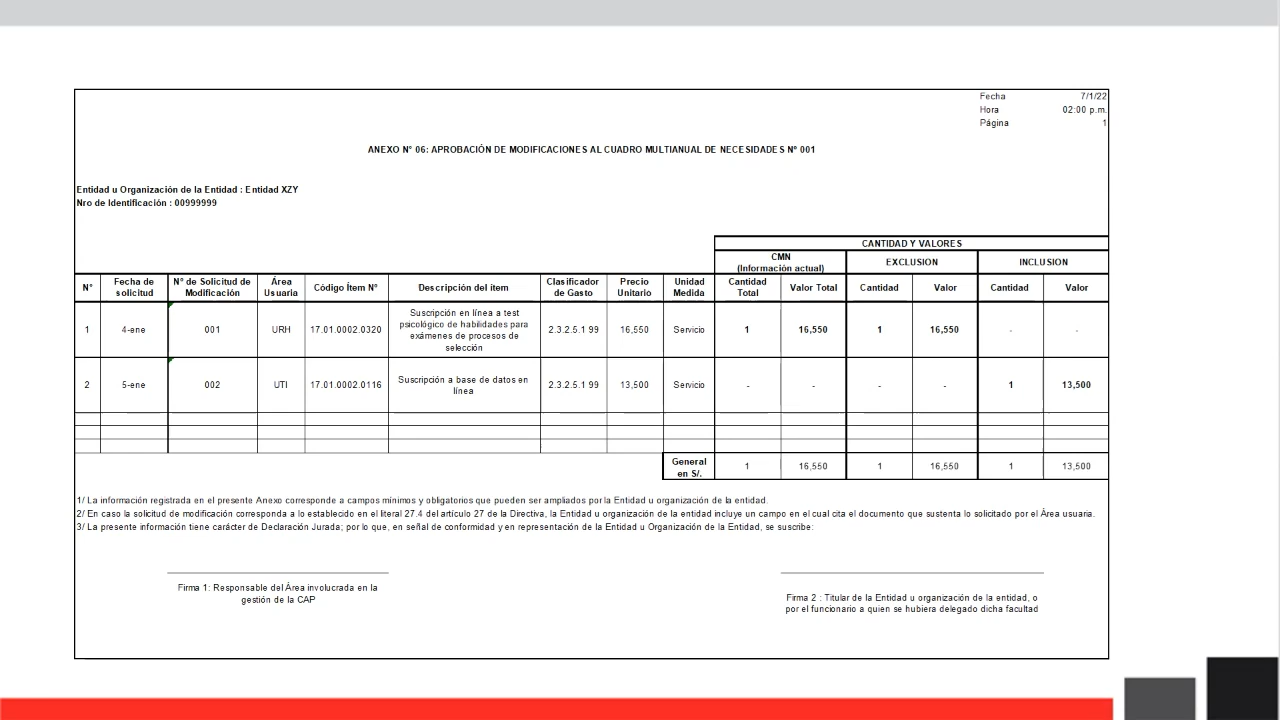 Fecha 7/1/22
Hora 02:00 p.m.
Página 1
ANEXO N° 06: APROBACIÓN DE MODIFICACIONES AL CUADRO MULTIANUAL DE NECESIDADES Nº 001
Entidad u Organización de la Entidad : Entidad XZY
Nro de Identificación : 00999999
CANTIDAD Y VALORES
CMN
(Información actual)
EXCLUSION
INCLUSION
N°
Fecha de
solicitud
N° de Solicitud de
Modificación
Área
Usuaria
Código Ítem N°
Descripción del ítem
Clasificador
de Gasto
Precio
Unitario
Unidad
Medida
Cantidad
Total
Valor Total
Cantidad
Valor
Cantidad
Valor
1
4-ene
001
URH
17.01.0002.0320
Suscripción en línea a test
psicológico de habilidades para
exámenes de procesos de
selección
2.3.2.5.1 99
16,550
Servicio
1
16,550
1
16,550
-
-
2
5-ene
002
UTI
17.01.0002.0116
Suscripción a base de datos en
línea
2.3.2.5.1 99
13,500
Servicio
-
-
-
-
1
13,500
General
en S/.
1
16,550
1
16,550
1
13,500
1/ La información registrada en el presente Anexo corresponde a campos mínimos y obligatorios que pueden ser ampliados por la Entidad u organización de la entidad.
2/ En caso la solicitud de modificación corresponda a lo establecido en el literal 27.4 del artículo 27 de la Directiva, la Entidad u organización de la entidad incluye un campo en el cual cita el documento que sustenta lo solicitado por el Área usuaria.
3/ La presente información tiene carácter de Declaración Jurada; por lo que, en señal de conformidad y en representación de la Entidad u Organización de la Entidad, se suscribe:
Firma 1: Responsable del Área involucrada en la
gestión de la CAP
Firma 2 : Titular de la Entidad u organización de la entidad, o
por el funcionario a quien se hubiera delegado dicha facultad